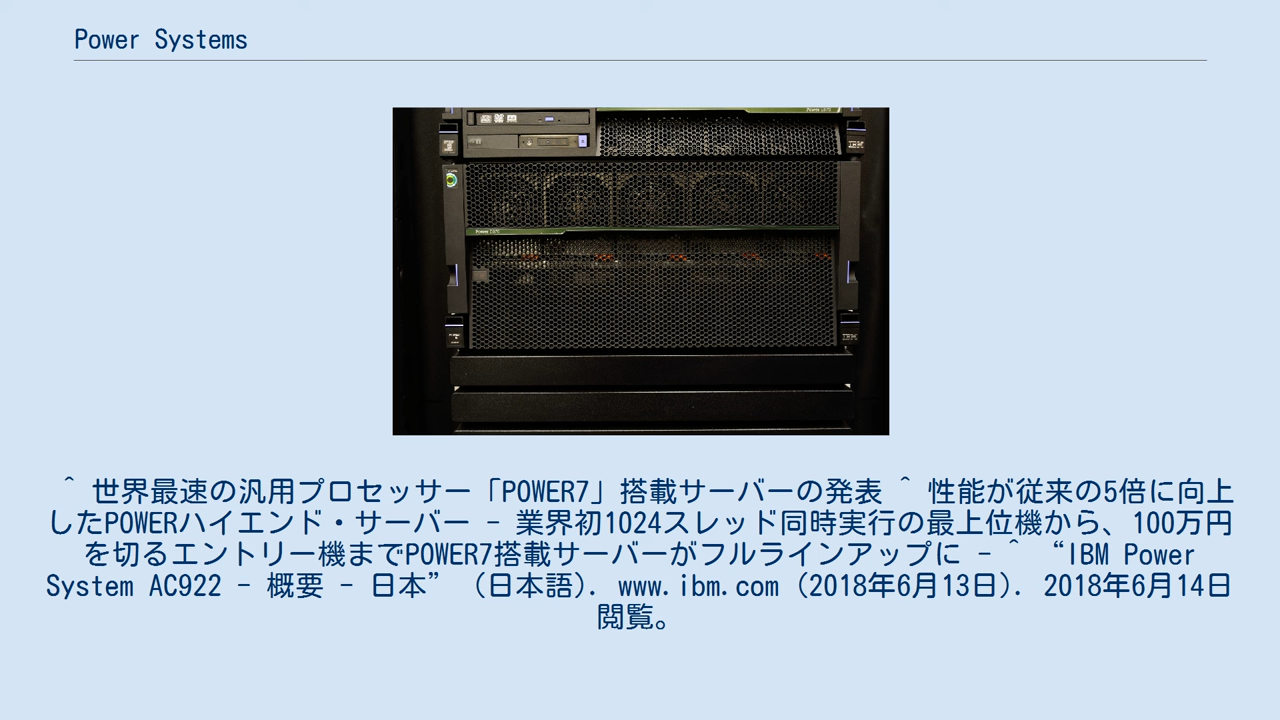 Power Systems
IBM
Power E870
IBM
^ 世界最速の汎用プロセッサー「POWER7」搭載サーバーの発表 ^ 性能が従来の5倍に向上
したPOWERハイエンド・サーバー - 業界初1024スレッド同時実行の最上位機から、100万円
を切るエントリー機までPOWER7搭載サーバーがフルラインアップに - ^ “IBM Power
System AC922 - 概要 - 日本” (日本語). www.ibm.com (2018年6月13日). 2018年6月14日
閲覧。